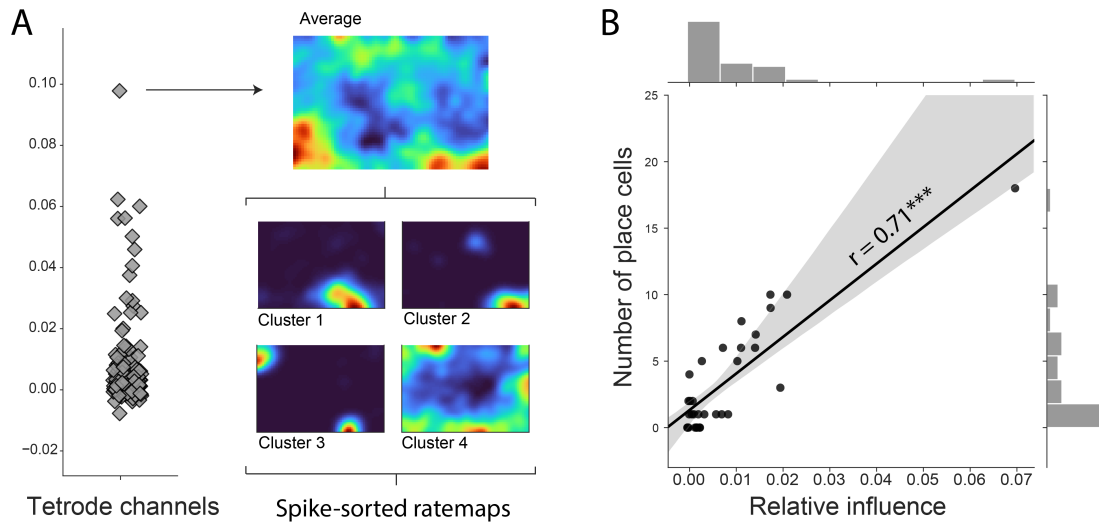 A
Average
0.10
0.08
0.06
0.04
0.02
0.00
−0.02
Tetrode channels
Cluster 1
Cluster 2
Cluster 3
Cluster 4
Spike-sorted ratemaps
B
Number of place cells
25
20
15
10
5
0
r = 0.71***
0.00 0.01 0.02 0.03 0.04 0.05 0.06 0.07
Relative influence